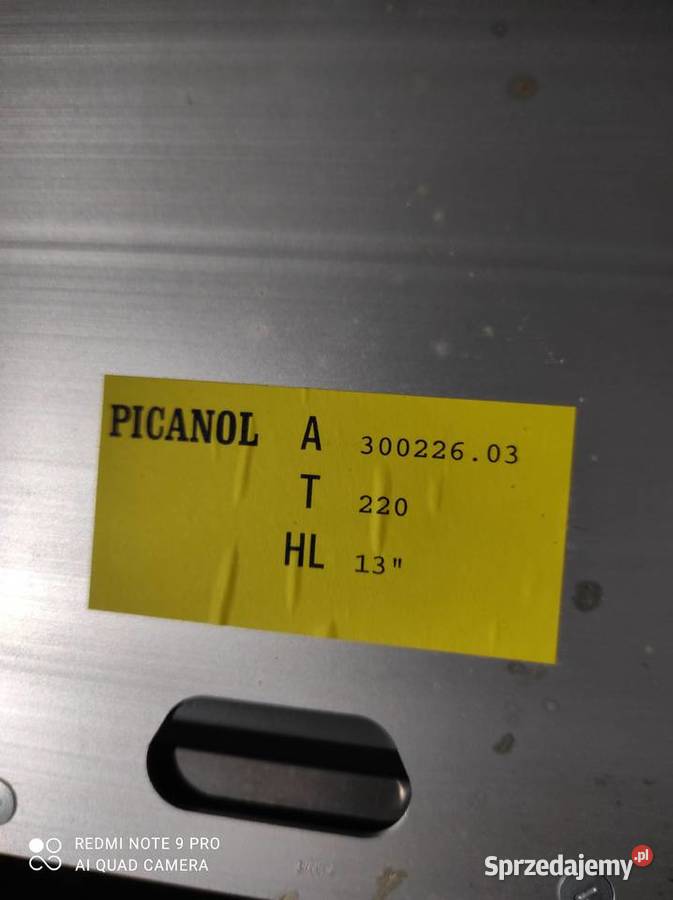 PICANOL A 300226.03
T 220
HL 13"
REDMI NOTE 9 PRO
AI QUAD CAMERA
Sprzedajemy.pl